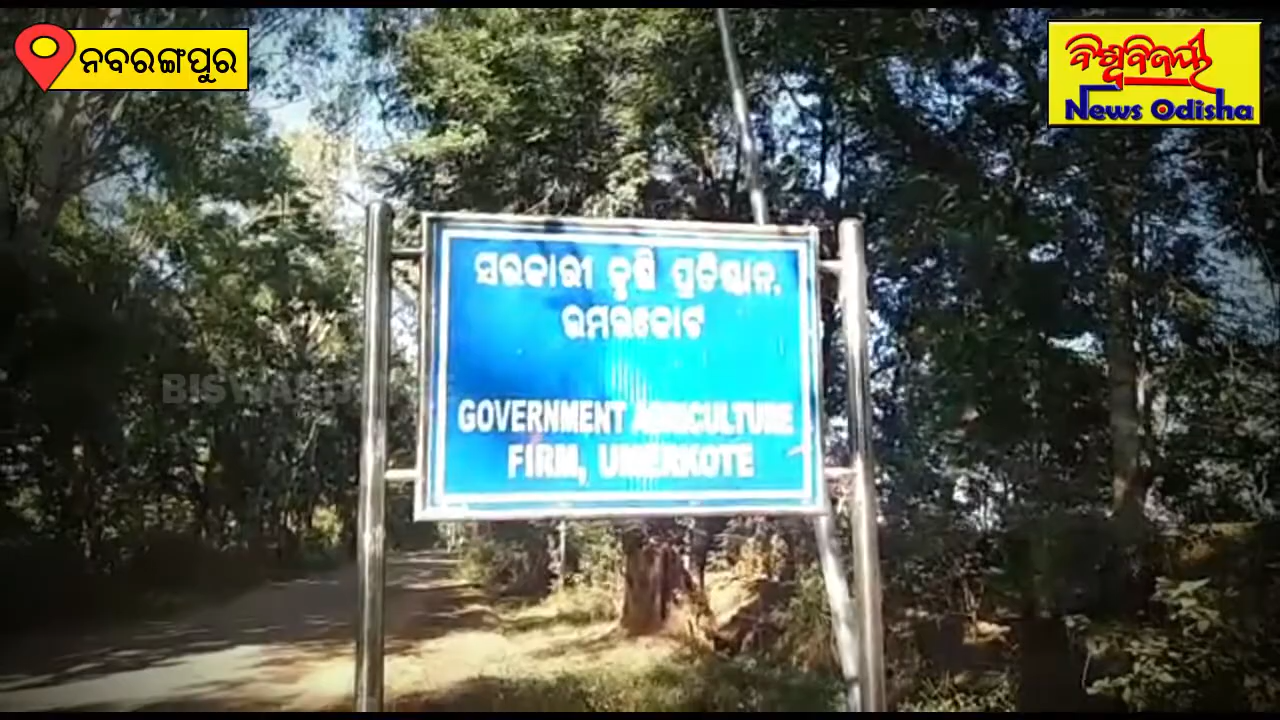 ନବରଙ୍ଗପୁର
ବିଶ୍ୱବିଜୟୀ
News Odisha
ସରକାରୀ କୃଷି ପ୍ରତିଷ୍ଠାନ,
ଉମରକୋଟ
GOVERNMENT AGRICULTURE
FIRM, UMERKOTE